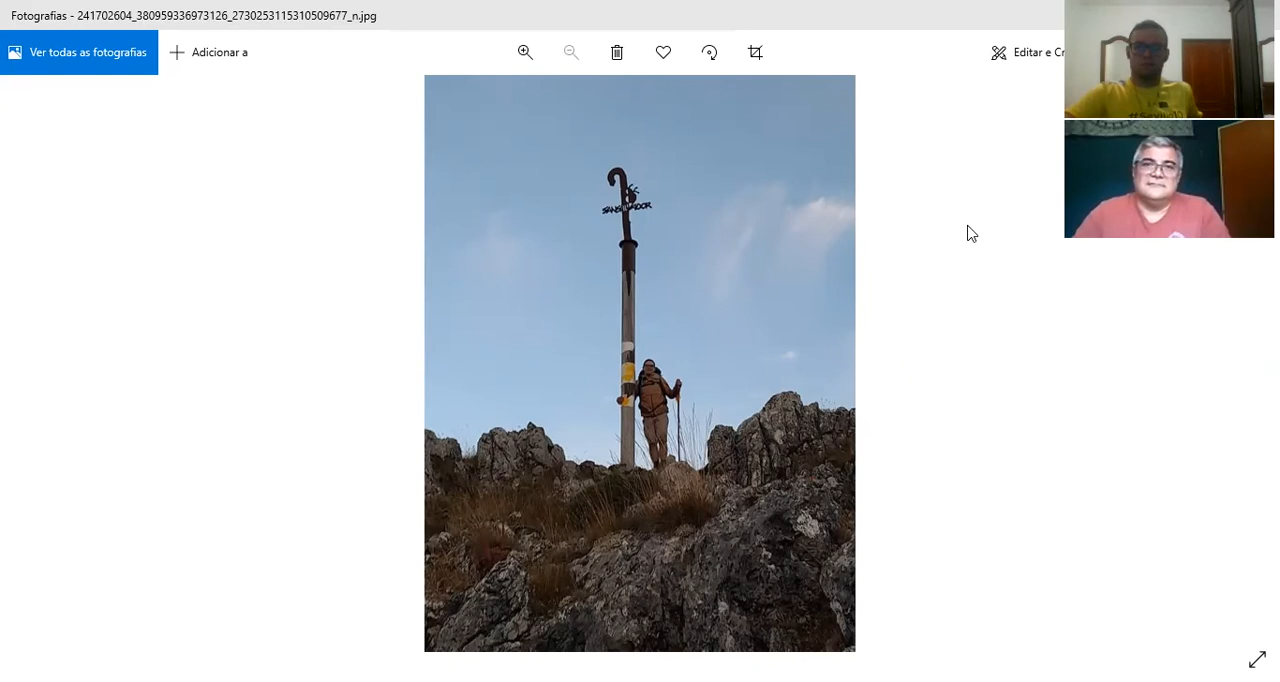 Fotografias - 241702604_380959336973126_2730253115310509677_n.jpg
Ver todas as fotografias
Adicionar a
Editar e Cr